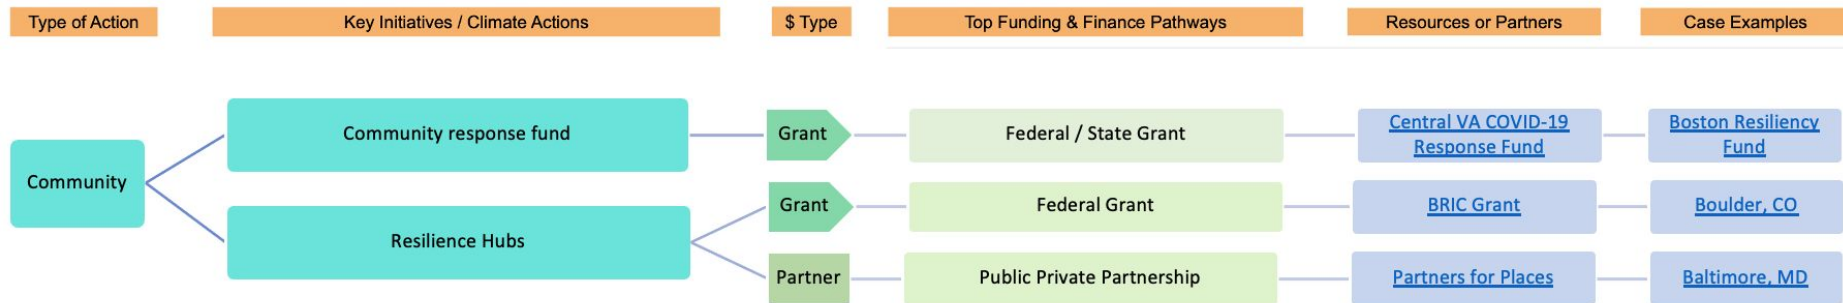 Type of Action
Key Initiatives / Climate Actions
$ Type
Top Funding & Finance Pathways
Resources or Partners
Case Examples
Community
Community response fund
Grant
Federal / State Grant
Central VA COVID-19
Response Fund
Boston Resiliency
Fund
Resilience Hubs
Grant
Federal Grant
BRIC Grant
Boulder, CO
Partner
Public Private Partnership
Partners for Places
Baltimore, MD